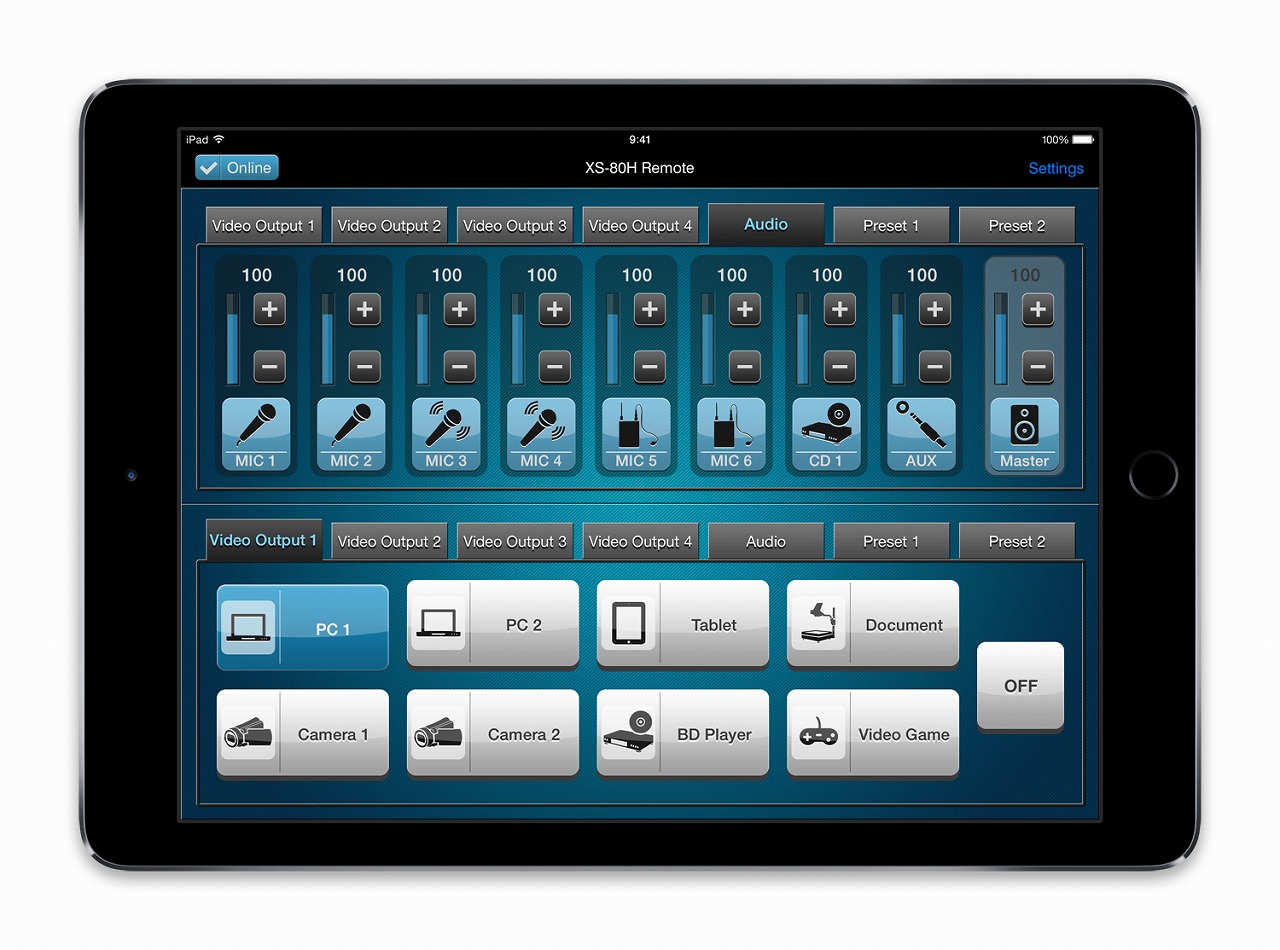 iPad 9:41 100%
Online XS-80H Remote Settings
Video Output 1 Video Output 2 Video Output 3 Video Output 4 Audio Preset 1 Preset 2
100 100 100 100 100 100 100 100 100
MIC 1 MIC 2 MIC 3 MIC 4 MIC 5 MIC 6 CD 1 AUX Master
Video Output 1 Video Output 2 Video Output 3 Video Output 4 Audio Preset 1 Preset 2
PC 1 PC 2 Tablet Document
OFF
Camera 1 Camera 2 BD Player Video Game